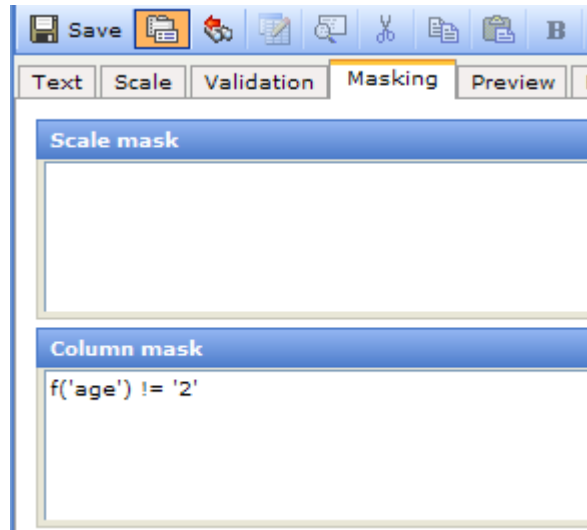 Save B
Text Scale Validation Masking Preview
Scale mask
Column mask
f('age') != '2'